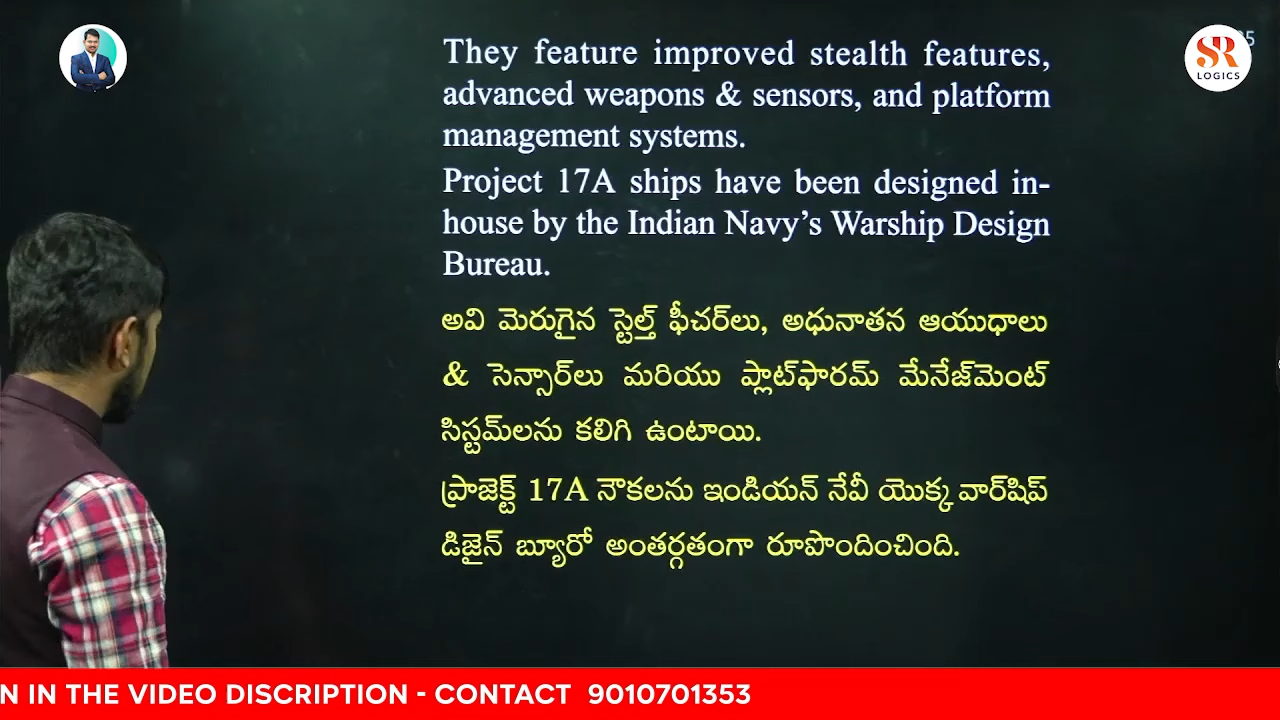 They feature improved stealth features,
advanced weapons & sensors, and platform
management systems.
Project 17A ships have been designed in-
house by the Indian Navy's Warship Design
Bureau.
అవి మెరుగైన స్టెల్త్ ఫీచర్‌లు, అధునాతన ఆయుధాలు
& సెన్సార్‌లు మరియు ప్లాట్‌ఫారమ్ మేనేజ్‌మెంట్
సిస్టమ్‌లను కలిగి ఉంటాయి.
ప్రాజెక్ట్ 17A నౌకలను ఇండియన్ నేవీ యొక్క వార్‌షిప్
డిజైన్ బ్యూరో అంతర్గతంగా రూపొందించింది.
SR
LOGICS
N IN THE VIDEO DISCRIPTION - CONTACT 9010701353